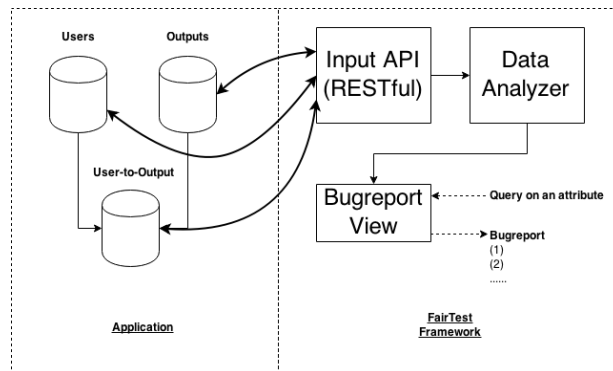 Users
Outputs
User-to-Output
Application
Input API
(RESTful)
Data
Analyzer
Bugreport
View
Query on an attribute
Bugreport
(1)
(2)
......
FairTest
Framework